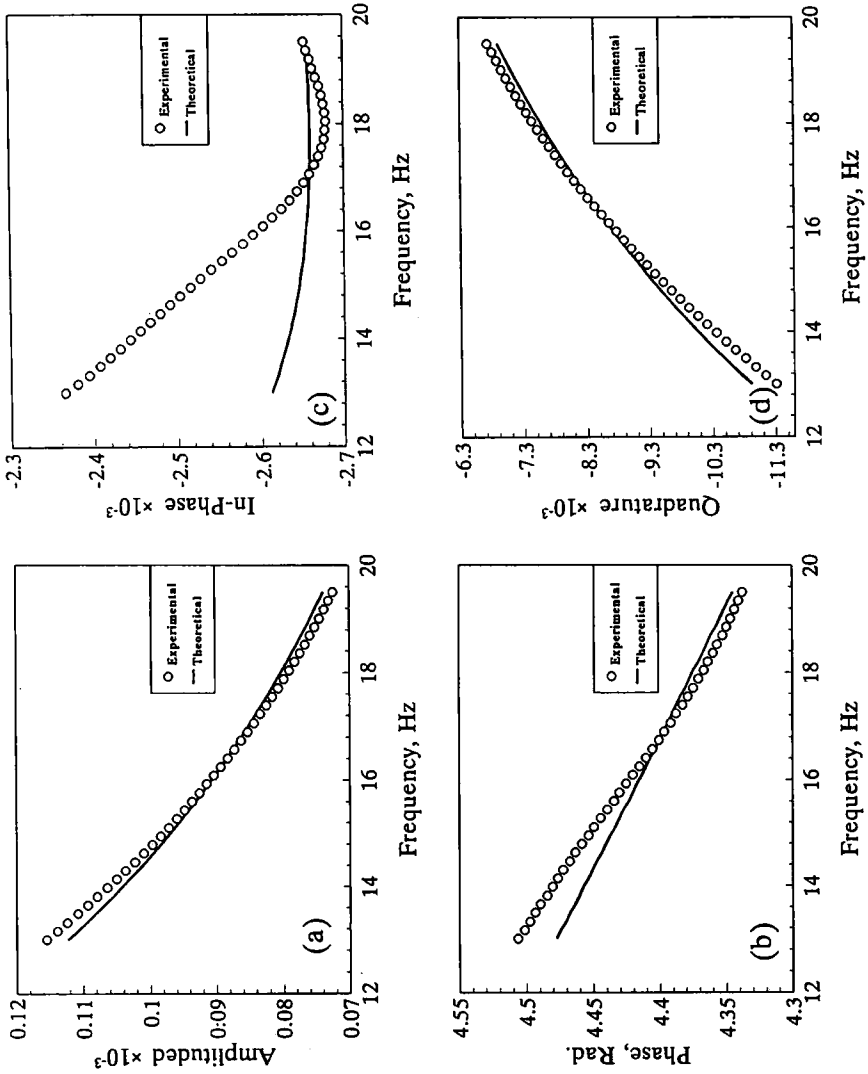 0.12
0.11
0.1
0:09
0.08
0.07
Amplituded ×10-3
12
14
16
18
20
Frequency, Hz
Experimental
Theoretical
(a)
4.55
4.5
4.45
4.4
4.35
4.3
Phase, Rad.
12
14
16
18
20
Frequency, Hz
Experimental
Theoretical
(b)
-2.3
-2.4
-2.5
-2.6
-2.7
In-Phase ×10-3
12
14
16
18
20
Frequency, Hz
Experimental
Theoretical
(c)
-6.3
-7.3
-8.3
-9.3
-10.3
-11.3
Quadrature ×10-3
12
14
16
18
20
Frequency, Hz
Experimental
Theoretical
(d)